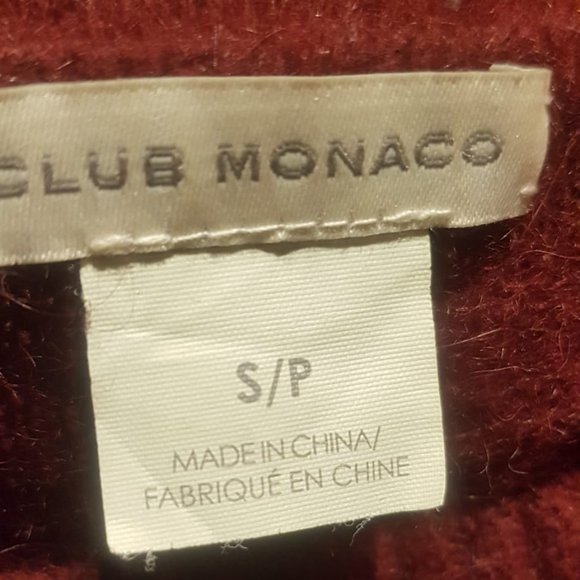 CLUB MONACO
S/P
MADE IN CHINA/
FABRIQUÉ EN CHINE